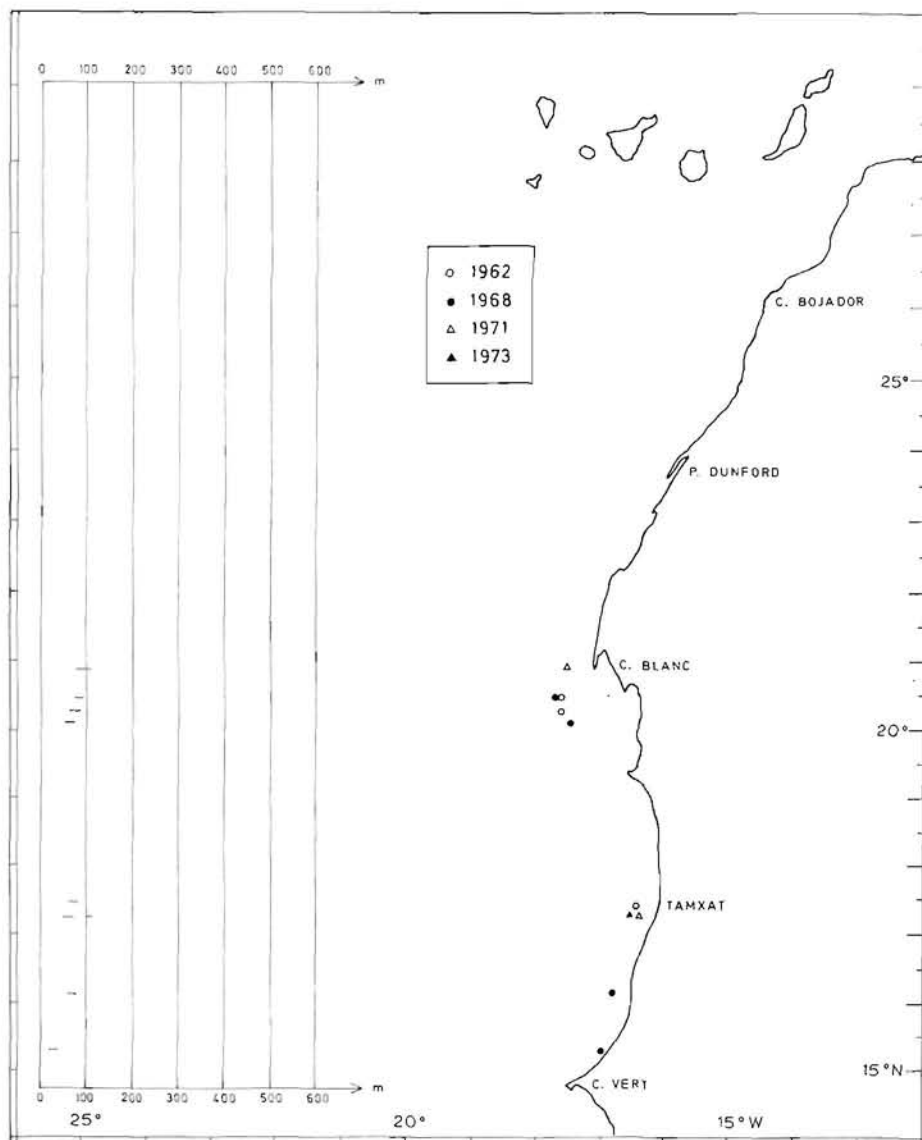 0 100 200 300 400 500 600 m
○ 1962
● 1968
△ 1971
▲ 1973
C. BOJADOR
25°
P. DUNFORD
C. BLANC
20°
TAMXAT
15°N
C. VERY
0 100 200 300 400 500 600 m
25° 20° 15°W